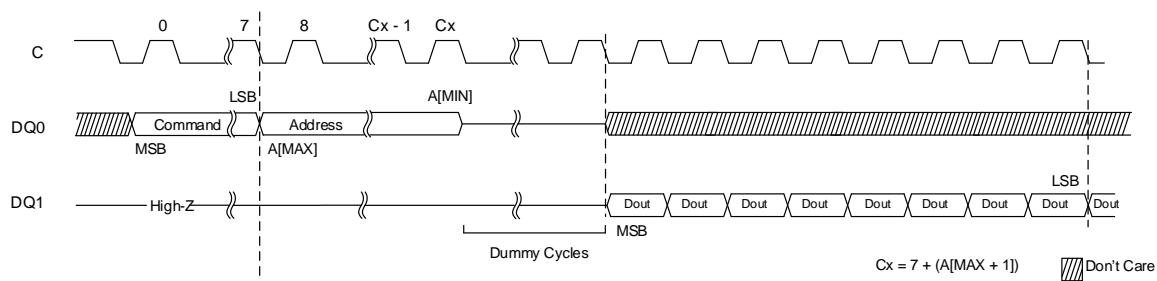 0 7 8 Cx - 1 Cx
C
LSB A[MIN]
DQ0 Command Address
MSB A[MAX]
LSB
DQ1 High-Z Dout Dout Dout Dout Dout Dout Dout Dout Dout
MSB
Dummy Cycles
Cx = 7 + (A[MAX + 1]) Don't Care